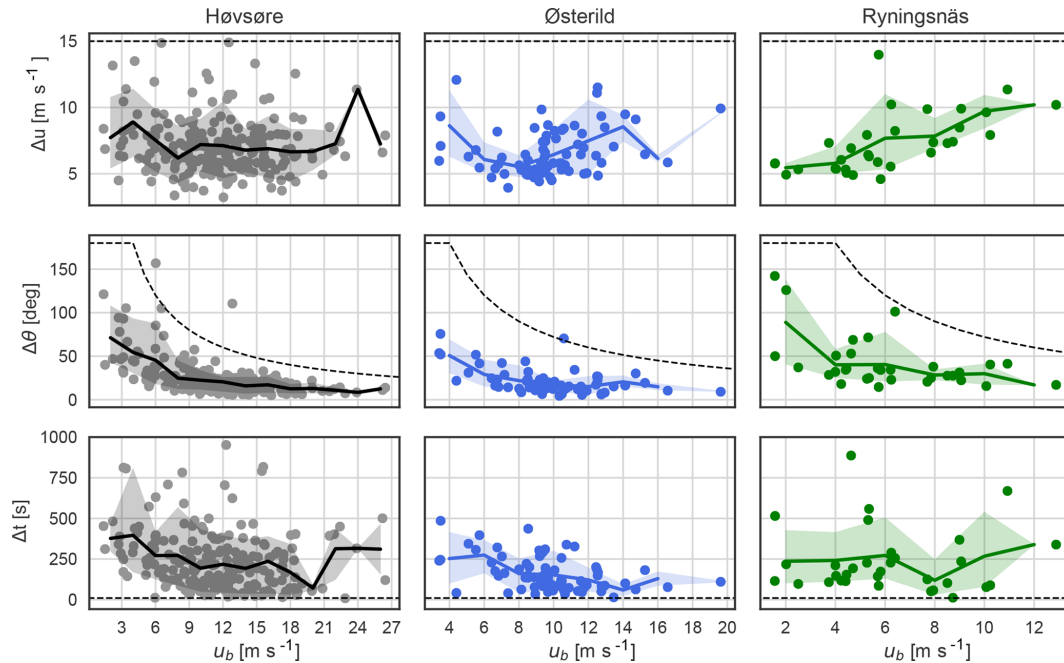 Høvsøre Østerild Ryningsnäs
15
10
5
Δu [m s⁻¹]
150
100
50
0
Δθ [deg]
1000
750
500
250
0
Δt [s]
3 6 9 12 15 18 21 24 27
4 6 8 10 12 14 16 18 20
2 4 6 8 10 12
u_b [m s⁻¹] u_b [m s⁻¹] u_b [m s⁻¹]